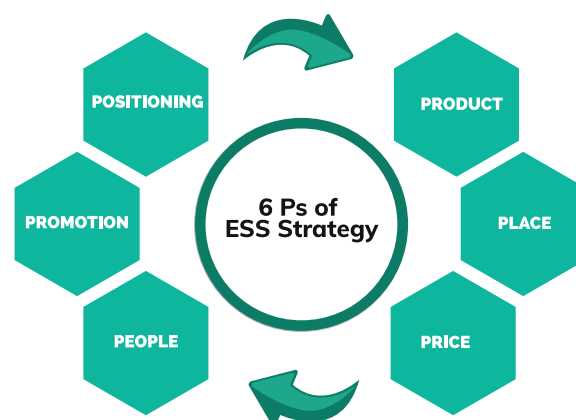 POSITIONING
PRODUCT
PROMOTION
6 Ps of
ESS Strategy
PLACE
PEOPLE
PRICE